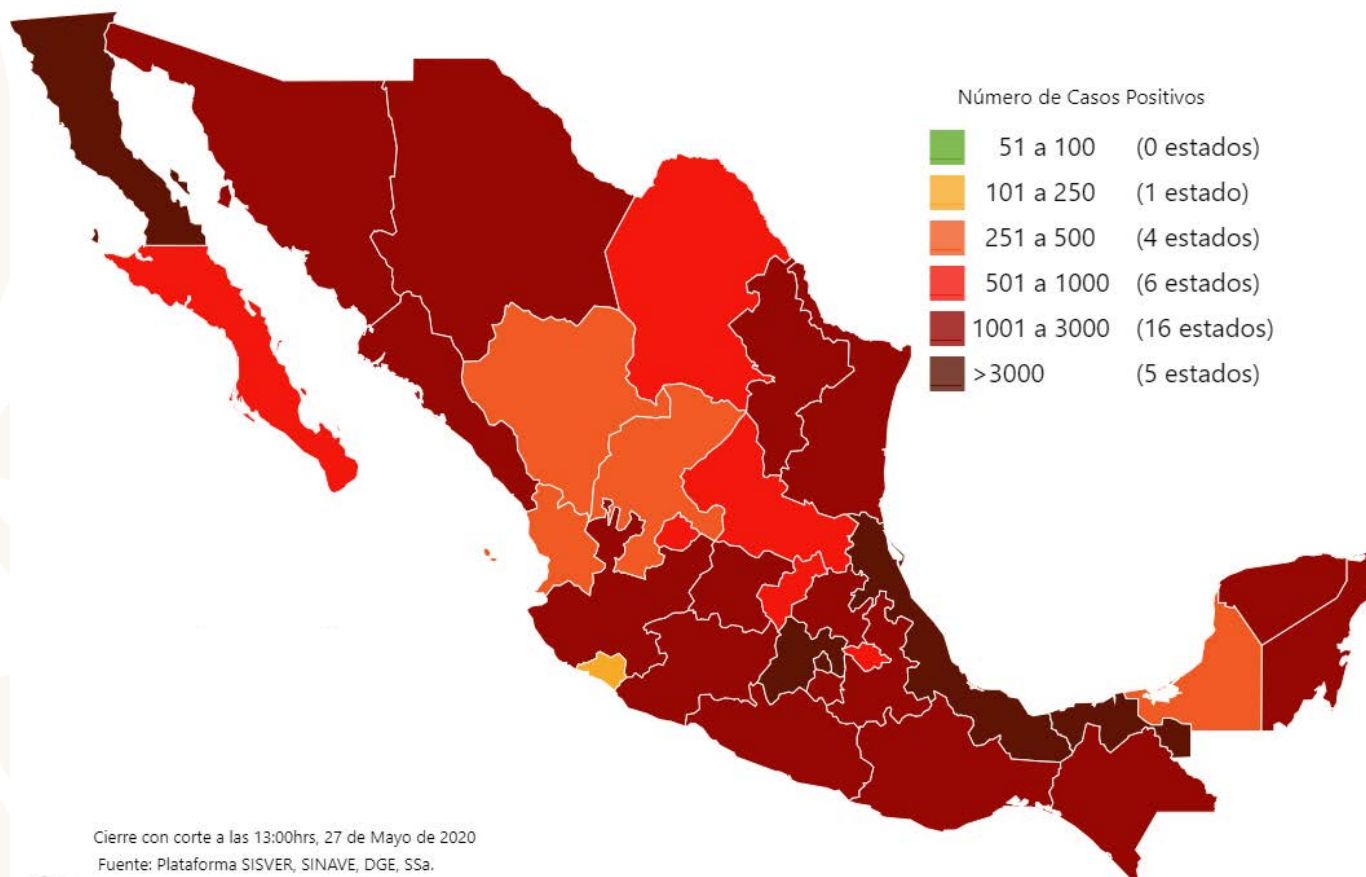 Número de Casos Positivos
51 a 100 (0 estados)
101 a 250 (1 estado)
251 a 500 (4 estados)
501 a 1000 (6 estados)
1001 a 3000 (16 estados)
>3000 (5 estados)
Cierre con corte a las 13:00hrs, 27 de Mayo de 2020
Fuente: Plataforma SISVER, SINAVE, DGE, SSa.